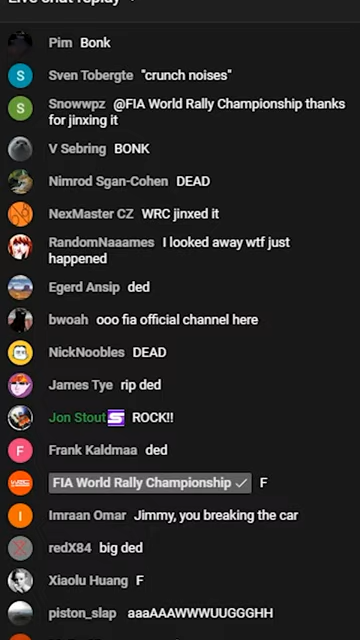 Live chat replay
Pim Bonk
Sven Tobergte "crunch noises"
Snowwpz @FIA World Rally Championship thanks
for jinxing it
V Sebring BONK
Nimrod Sgan-Cohen DEAD
NexMaster CZ WRC jinxed it
RandomNaaames I looked away wtf just
happened
Egerd Ansip ded
bwoah ooo fia official channel here
NickNoobles DEAD
James Tye rip ded
Jon Stout ROCK!!
Frank Kaldmaa ded
FIA World Rally Championship F
Imraan Omar Jimmy, you breaking the car
redX84 big ded
Xiaolu Huang F
piston_slap aaaAAAWWWUUGGGHH